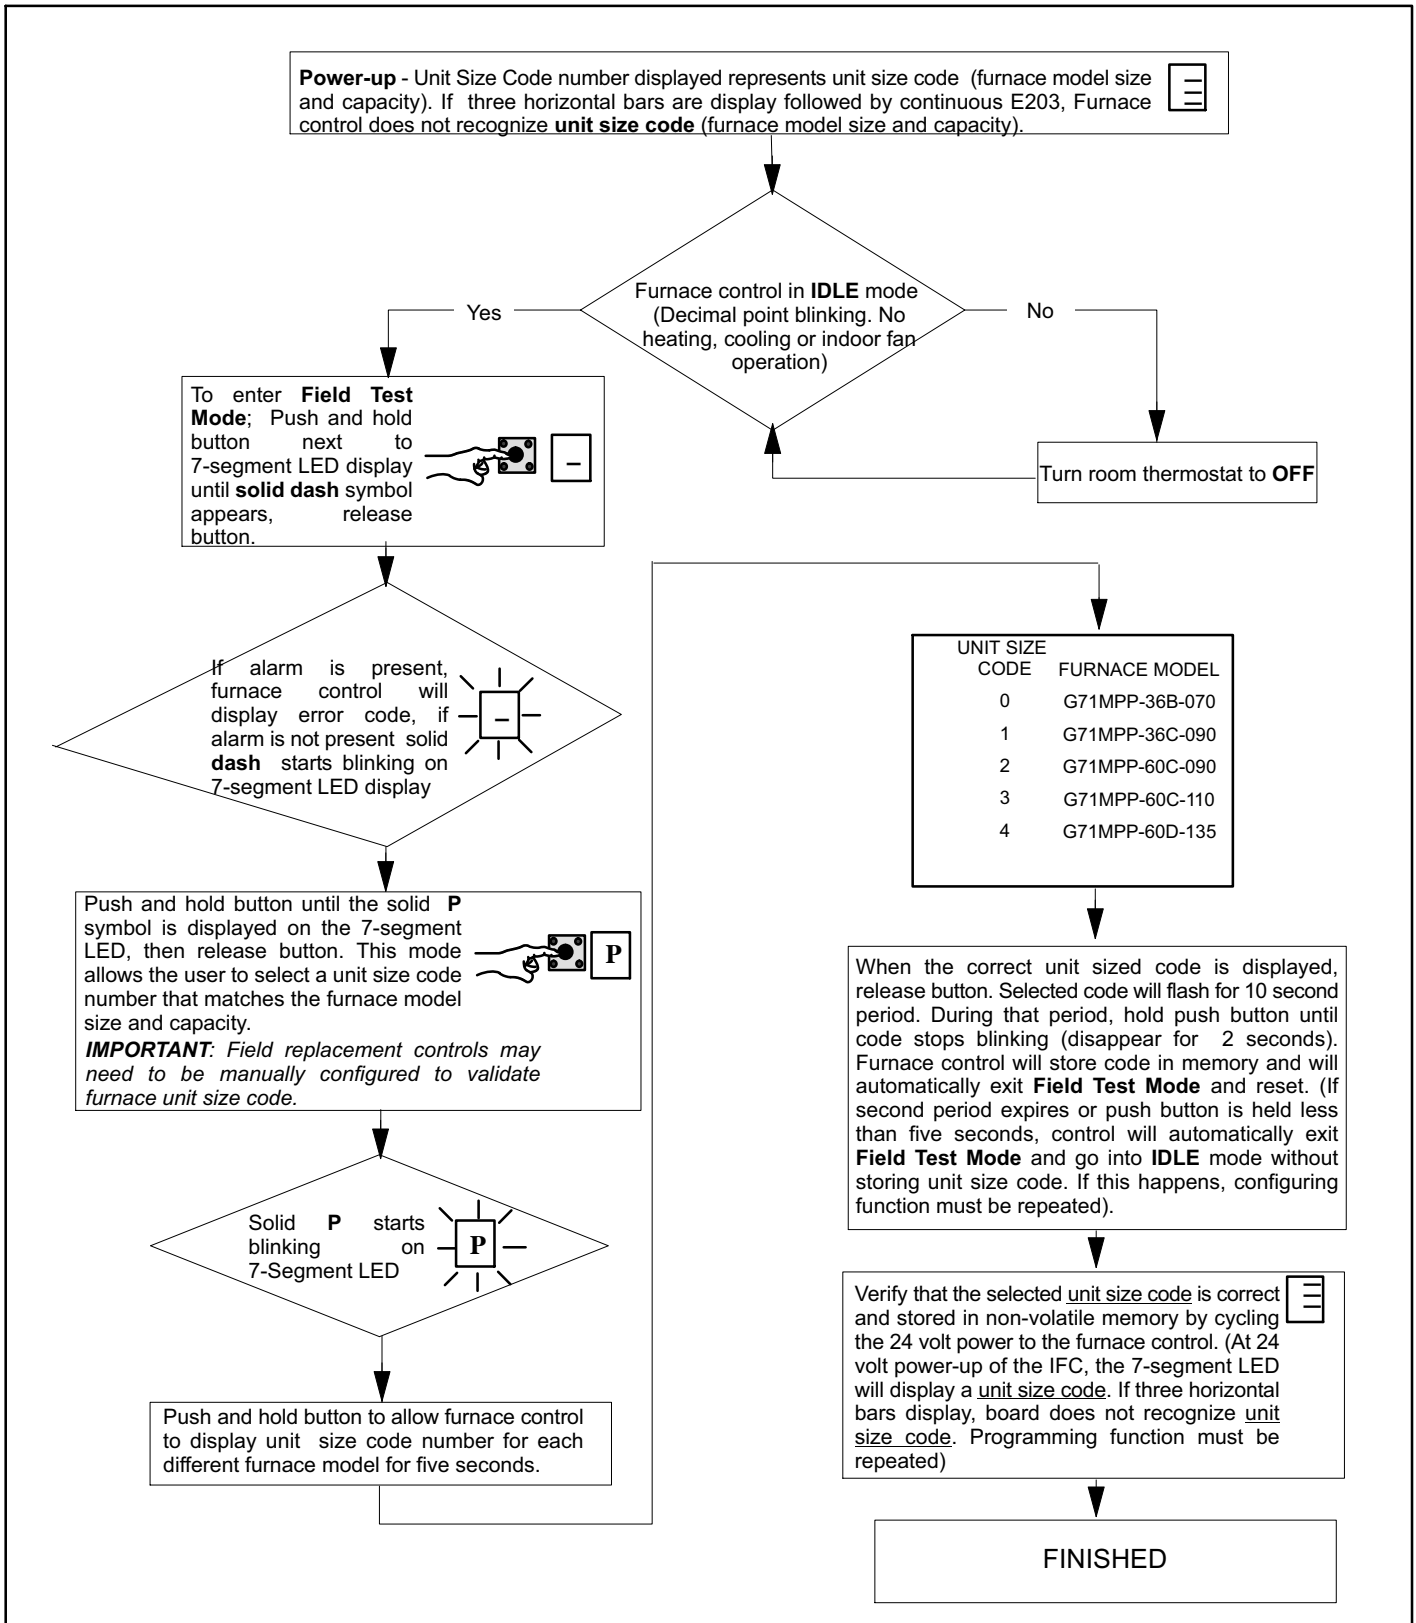 Power-up - Unit Size Code number displayed represents unit size code (furnace model size
and capacity). If three horizontal bars are display followed by continuous E203, Furnace
control does not recognize unit size code (furnace model size and capacity).
Furnace control in IDLE mode
(Decimal point blinking. No
heating, cooling or indoor fan
operation)
Yes
No
To enter Field Test
Mode; Push and hold
button next to
7-segment LED display
until solid dash symbol
appears, release
button.
–
Turn room thermostat to OFF
If alarm is present,
furnace control will
display error code, if
alarm is not present solid
dash starts blinking on
7-segment LED display
–
Push and hold button until the solid P
symbol is displayed on the 7-segment
LED, then release button. This mode
allows the user to select a unit size code
number that matches the furnace model
size and capacity.
IMPORTANT: Field replacement controls may
need to be manually configured to validate
furnace unit size code.
P
Solid P starts
blinking on
7-Segment LED
P
Push and hold button to allow furnace control
to display unit size code number for each
different furnace model for five seconds.
UNIT SIZE
CODE FURNACE MODEL
0 G71MPP-36B-070
1 G71MPP-36C-090
2 G71MPP-60C-090
3 G71MPP-60C-110
4 G71MPP-60D-135
When the correct unit sized code is displayed,
release button. Selected code will flash for 10 second
period. During that period, hold push button until
code stops blinking (disappear for 2 seconds).
Furnace control will store code in memory and will
automatically exit Field Test Mode and reset. (If
second period expires or push button is held less
than five seconds, control will automatically exit
Field Test Mode and go into IDLE mode without
storing unit size code. If this happens, configuring
function must be repeated).
Verify that the selected unit size code is correct
and stored in non-volatile memory by cycling
the 24 volt power to the furnace control. (At 24
volt power-up of the IFC, the 7-segment LED
will display a unit size code. If three horizontal
bars display, board does not recognize unit
size code. Programming function must be
repeated)
FINISHED